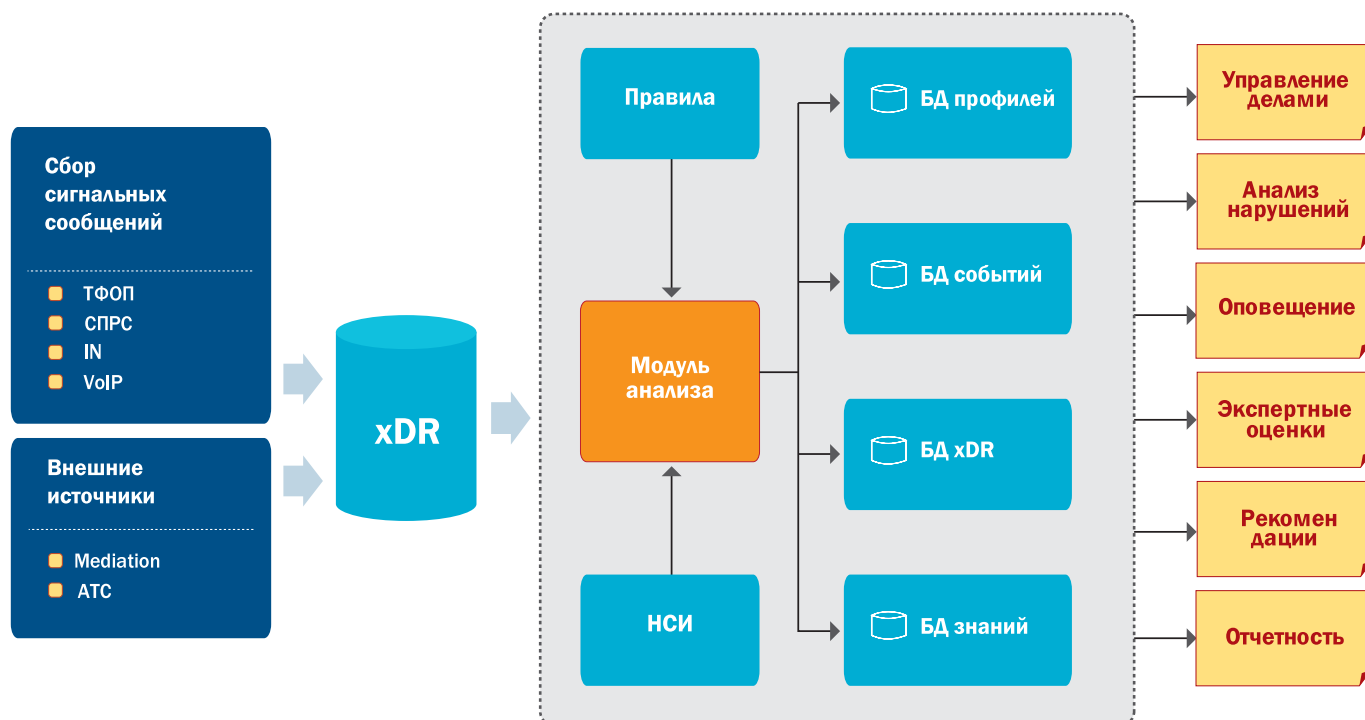 Сбор
сигнальных
сообщений
ТФОП
СПРС
IN
VoIP
Внешние
источники
Mediation
АТС
xDR
Правила
Модуль
анализа
НСИ
БД профилей
БД событий
БД xDR
БД знаний
Управление
делами
Анализ
нарушений
Оповещение
Экспертные
оценки
Рекомен
дации
Отчетность